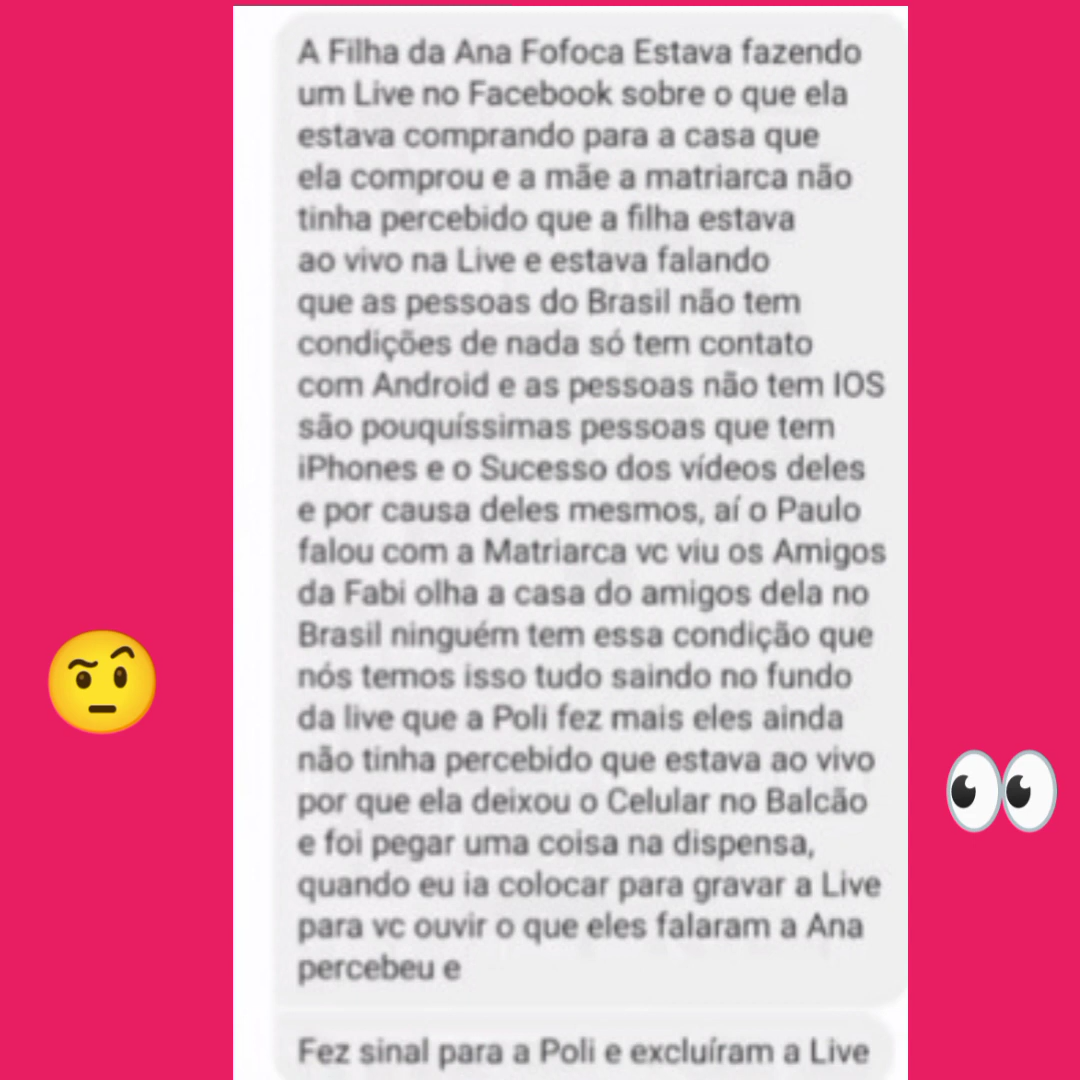 A Filha da Ana Fofoca Estava fazendo
um Live no Facebook sobre o que ela
estava comprando para a casa que
ela comprou e a mãe a matriarca não
tinha percebido que a filha estava
ao vivo na Live e estava falando
que as pessoas do Brasil não tem
condições de nada só tem contato
com Android e as pessoas não tem IOS
são pouquíssimas pessoas que tem
iPhones e o Sucesso dos vídeos deles
e por causa deles mesmos, aí o Paulo
falou com a Matriarca vc viu os Amigos
da Fabi olha a casa do amigos dela no
Brasil ninguém tem essa condição que
nós temos isso tudo saindo no fundo
da live que a Poli fez mais eles ainda
não tinha percebido que estava ao vivo
por que ela deixou o Celular no Balcão
e foi pegar uma coisa na dispensa,
quando eu ia colocar para gravar a Live
para vc ouvir o que eles falaram a Ana
percebeu e
Fez sinal para a Poli e excluíram a Live